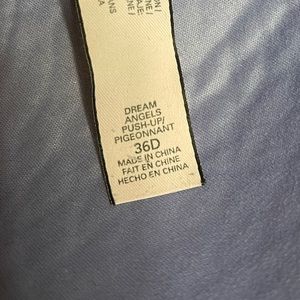 DREAM
ANGELS
PUSH-UP/
PIGEONNANT
36D
MADE IN CHINA
FAIT EN CHINE
HECHO EN CHINA